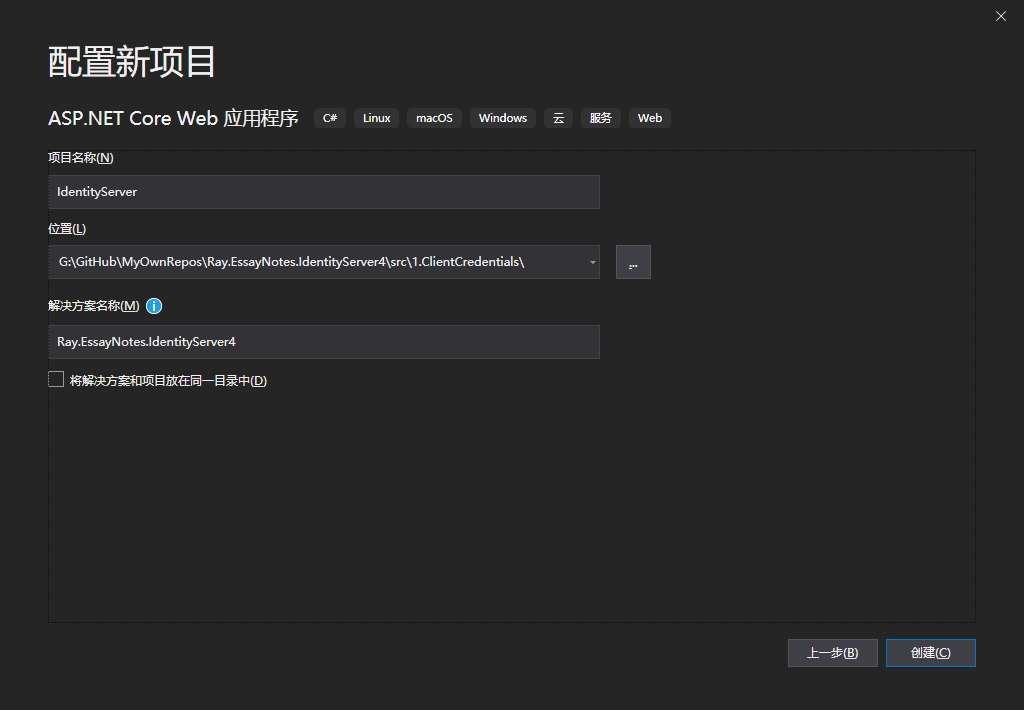 配置新项目
ASP.NET Core Web 应用程序 C# Linux macOS Windows 云 服务 Web
项目名称(N)
IdentityServer
位置(L)
G:\GitHub\MyOwnRepos\Ray.EssayNotes.IdentityServer4\src\1.ClientCredentials\ ...
解决方案名称(M)
Ray.EssayNotes.IdentityServer4
将解决方案和项目放在同一目录中(D)
上一步(B) 创建(C)